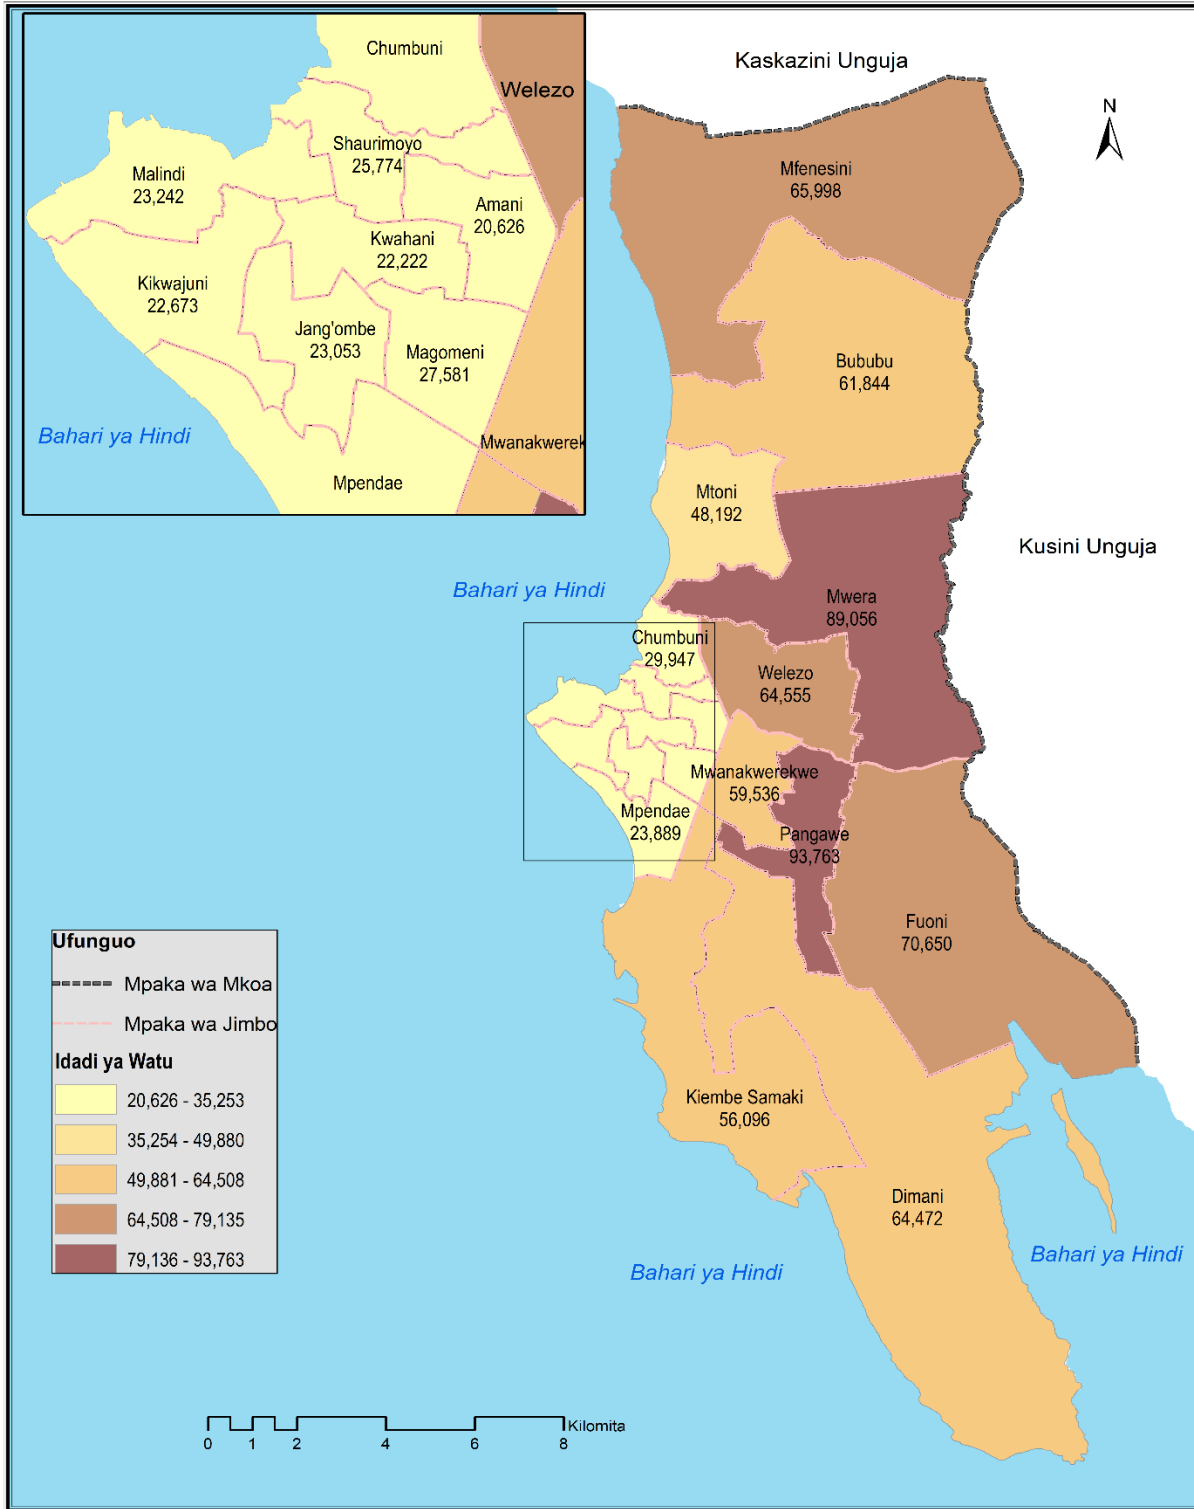 Chumbuni
Welezo
Shaurimoyo
25,774
Malindi
23,242
Amani
20,626
Kwahani
22,222
Kikwajuni
22,673
Jang'ombe
23,053
Magomeni
27,581
Bahari ya Hindi
Mwanakwerek
Mpendae
Kaskazini Unguja
N
Mfenesini
65,998
Bububu
61,844
Mtoni
48,192
Kusini Unguja
Bahari ya Hindi
Mwera
89,056
Chumbuni
29,947
Welezo
64,555
Mwanakwerekwe
59,536
Mpendae
23,889
Pangawe
93,763
Fuoni
70,650
Kiembe Samaki
56,096
Dimani
64,472
Bahari ya Hindi
Bahari ya Hindi
Ufunguo
Mpaka wa Mkoa
Mpaka wa Jimbo
Idadi ya Watu
20,626 - 35,253
35,254 - 49,880
49,881 - 64,508
64,508 - 79,135
79,136 - 93,763
Kilomita
0 1 2 4 6 8